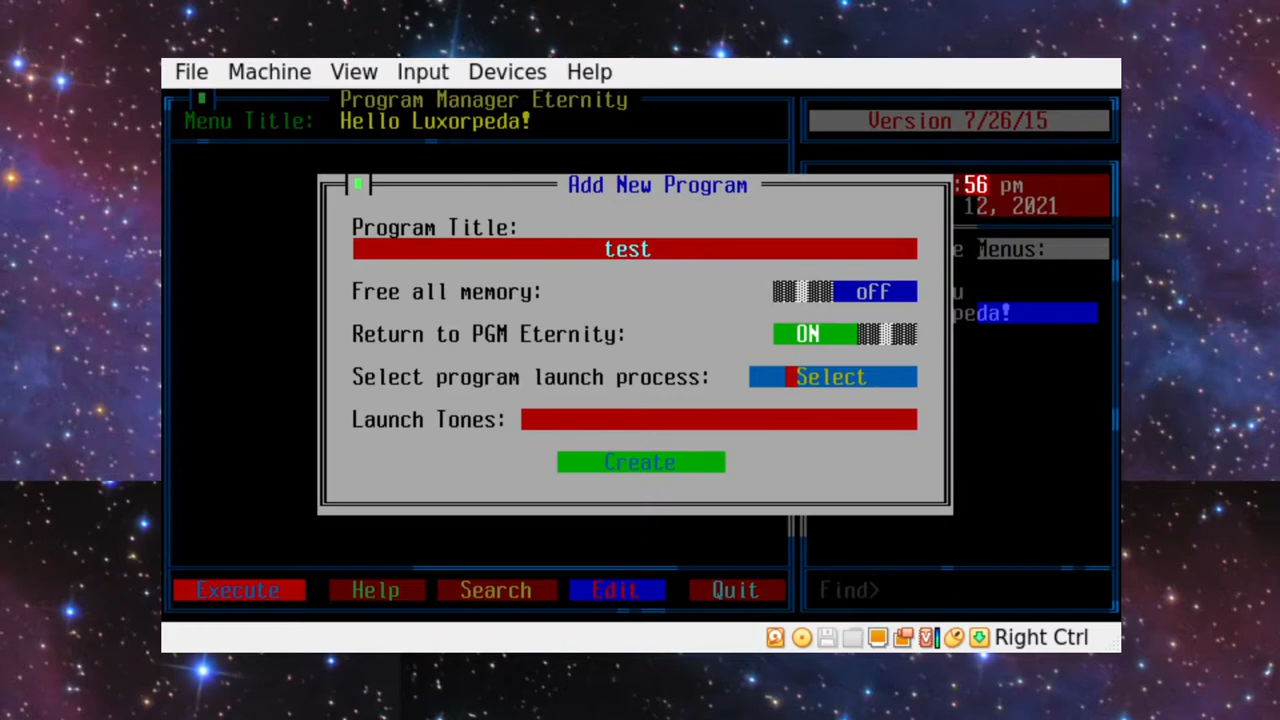 File Machine View Input Devices Help
Program Manager Eternity
Menu Title: Hello Luxorpeda!
Version 7/26/15
Add New Program
:56 pm
12, 2021
Program Title:
test
e Menus:
Free all memory: off
u
peda!
Return to PGM Eternity: ON
Select program launch process: Select
Launch Tones:
Create
Execute Help Search Edit Quit Find>
Right Ctrl